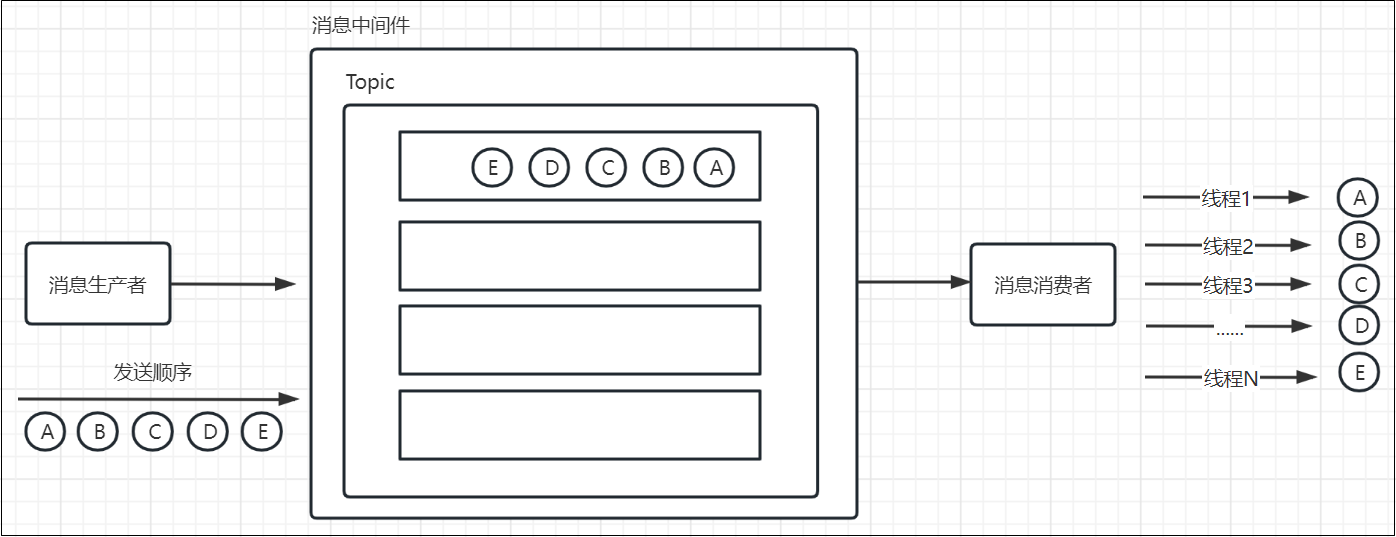 消息中间件
Topic
E D C B A
消息生产者
发送顺序
A B C D E
消息消费者
线程1 A
线程2 B
线程3 C
...... D
线程N E